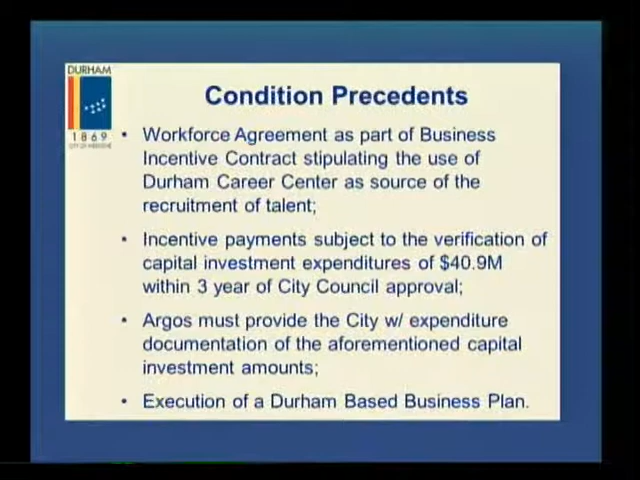 DURHAM
1869
CITY OF MEDICINE
Condition Precedents
• Workforce Agreement as part of Business
Incentive Contract stipulating the use of
Durham Career Center as source of the
recruitment of talent;
• Incentive payments subject to the verification of
capital investment expenditures of $40.9M
within 3 year of City Council approval;
• Argos must provide the City w/ expenditure
documentation of the aforementioned capital
investment amounts;
• Execution of a Durham Based Business Plan.